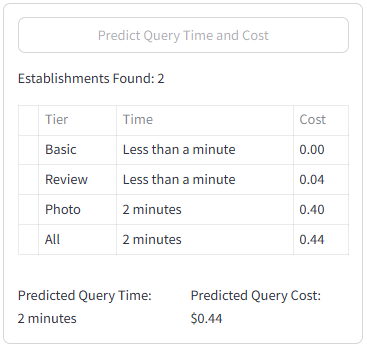 Predict Query Time and Cost
Establishments Found: 2
Tier Time Cost
Basic Less than a minute 0.00
Review Less than a minute 0.04
Photo 2 minutes 0.40
All 2 minutes 0.44
Predicted Query Time: Predicted Query Cost:
2 minutes $0.44